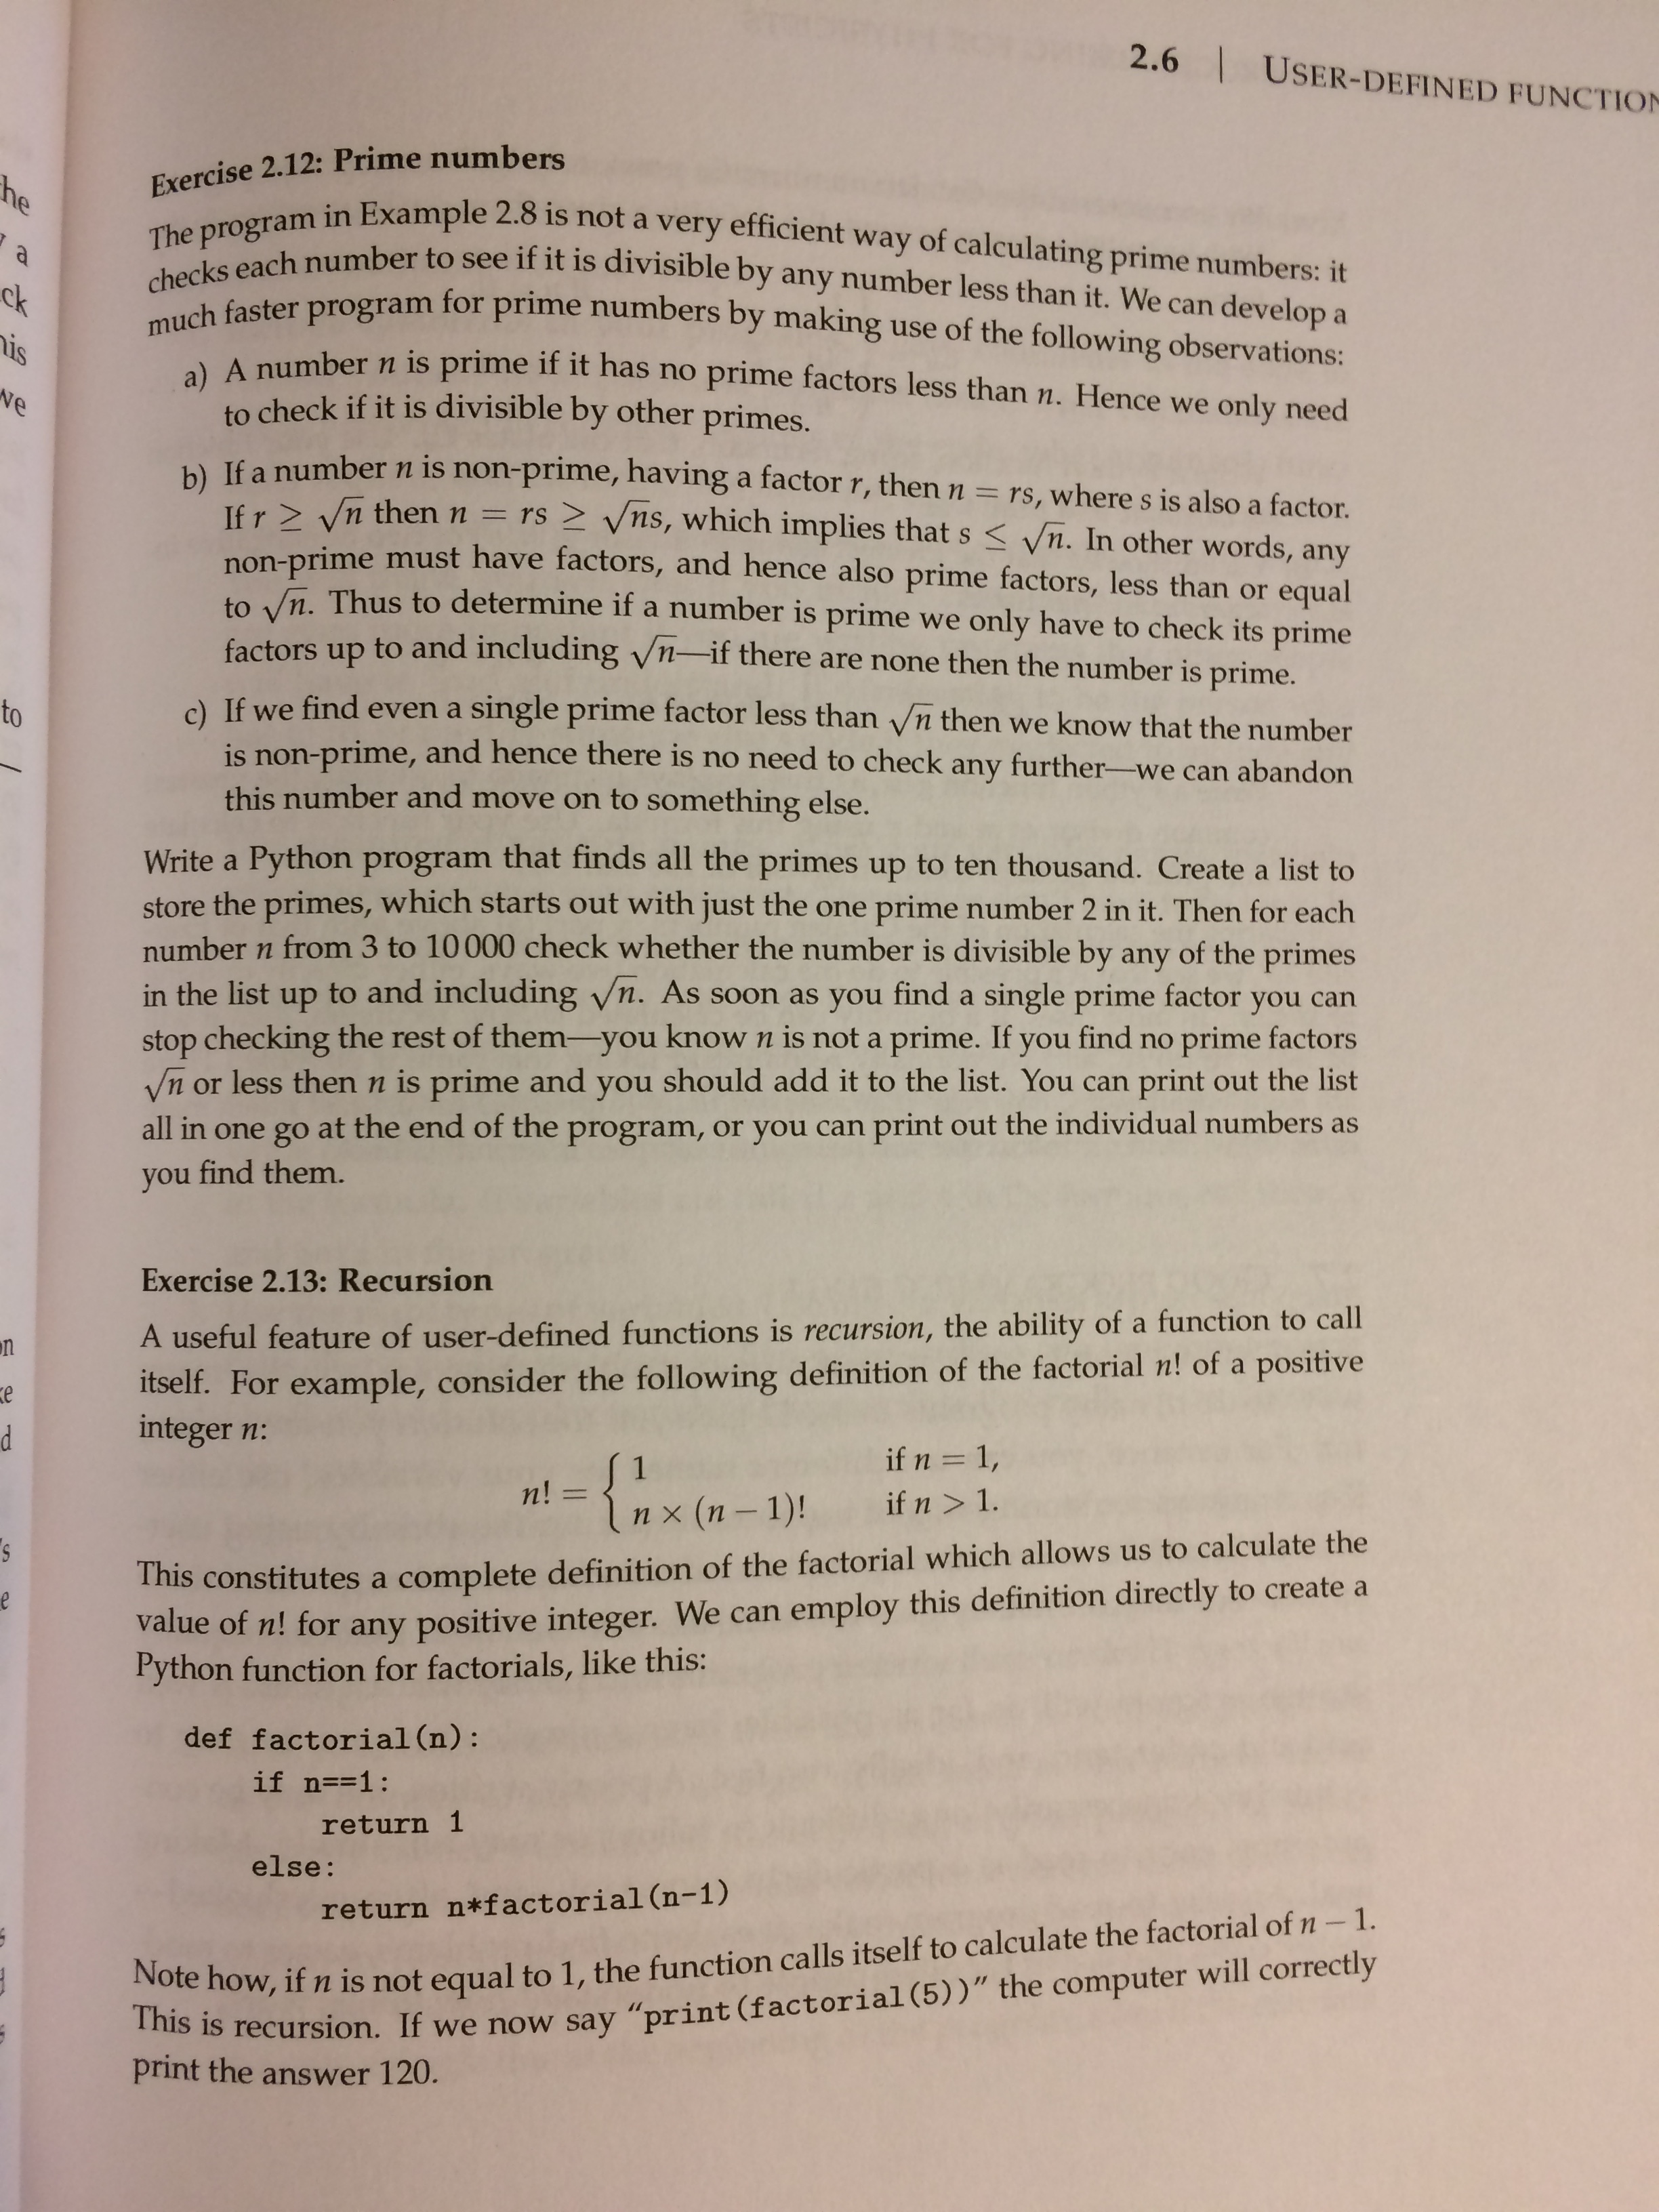 2.6 | USER-DEFINED FUNCTION
Exercise 2.12: Prime numbers
The program in Example 2.8 is not a very efficient way of calculating prime numbers: it
checks each number to see if it is divisible by any number less than it. We can develop a
much faster program for prime numbers by making use of the following observations:
a) A number n is prime if it has no prime factors less than n. Hence we only need
to check if it is divisible by other primes.
b) If a number n is non-prime, having a factor r, then n = rs, where s is also a factor.
If r ≥ √n then n = rs ≥ √ns, which implies that s ≤ √n. In other words, any
non-prime must have factors, and hence also prime factors, less than or equal
to √n. Thus to determine if a number is prime we only have to check its prime
factors up to and including √n—if there are none then the number is prime.
c) If we find even a single prime factor less than √n then we know that the number
is non-prime, and hence there is no need to check any further—we can abandon
this number and move on to something else.
Write a Python program that finds all the primes up to ten thousand. Create a list to
store the primes, which starts out with just the one prime number 2 in it. Then for each
number n from 3 to 10 000 check whether the number is divisible by any of the primes
in the list up to and including √n. As soon as you find a single prime factor you can
stop checking the rest of them—you know n is not a prime. If you find no prime factors
√n or less then n is prime and you should add it to the list. You can print out the list
all in one go at the end of the program, or you can print out the individual numbers as
you find them.
Exercise 2.13: Recursion
A useful feature of user-defined functions is recursion, the ability of a function to call
itself. For example, consider the following definition of the factorial n! of a positive
integer n:
n! = { 1 if n = 1,
n × (n − 1)! if n > 1.
This constitutes a complete definition of the factorial which allows us to calculate the
value of n! for any positive integer. We can employ this definition directly to create a
Python function for factorials, like this:
def factorial(n):
if n==1:
return 1
else:
return n*factorial(n-1)
Note how, if n is not equal to 1, the function calls itself to calculate the factorial of n − 1.
This is recursion. If we now say “print(factorial(5))” the computer will correctly
print the answer 120.